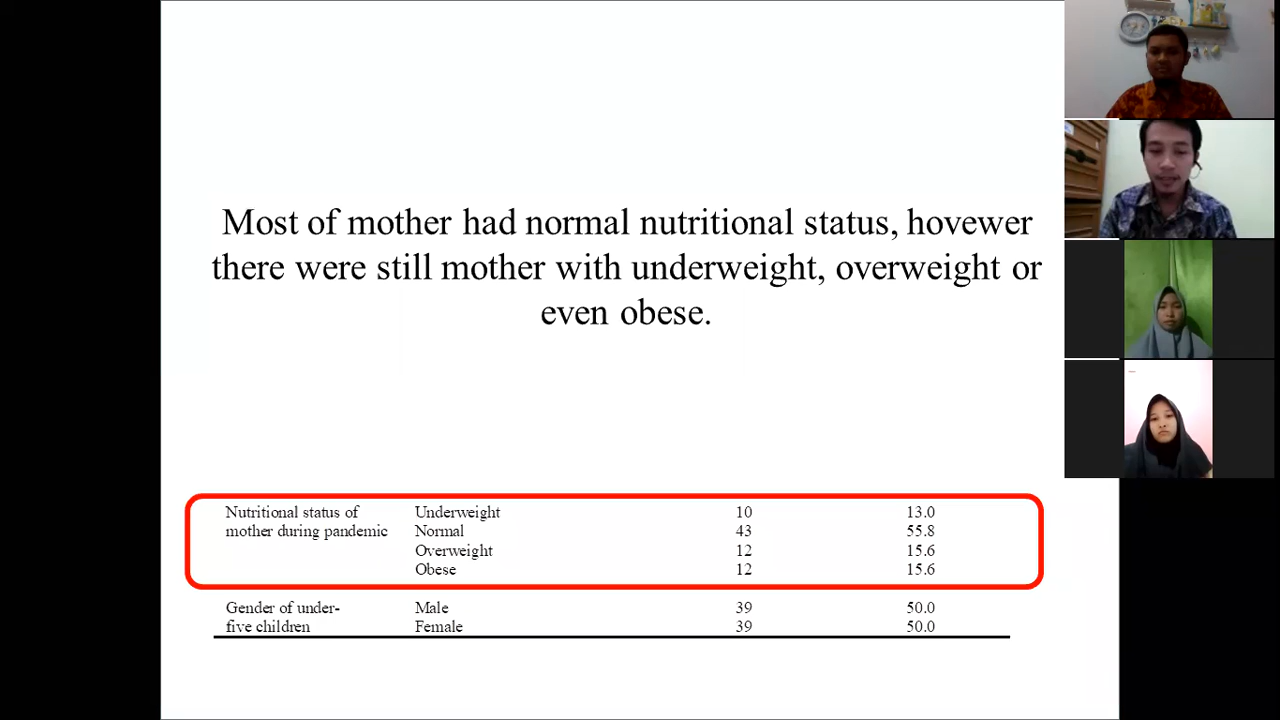 Most of mother had normal nutritional status, hovewer
there were still mother with underweight, overweight or
even obese.
Nutritional status of Underweight 10 13.0
mother during pandemic Normal 43 55.8
Overweight 12 15.6
Obese 12 15.6
Gender of under- Male 39 50.0
five children Female 39 50.0